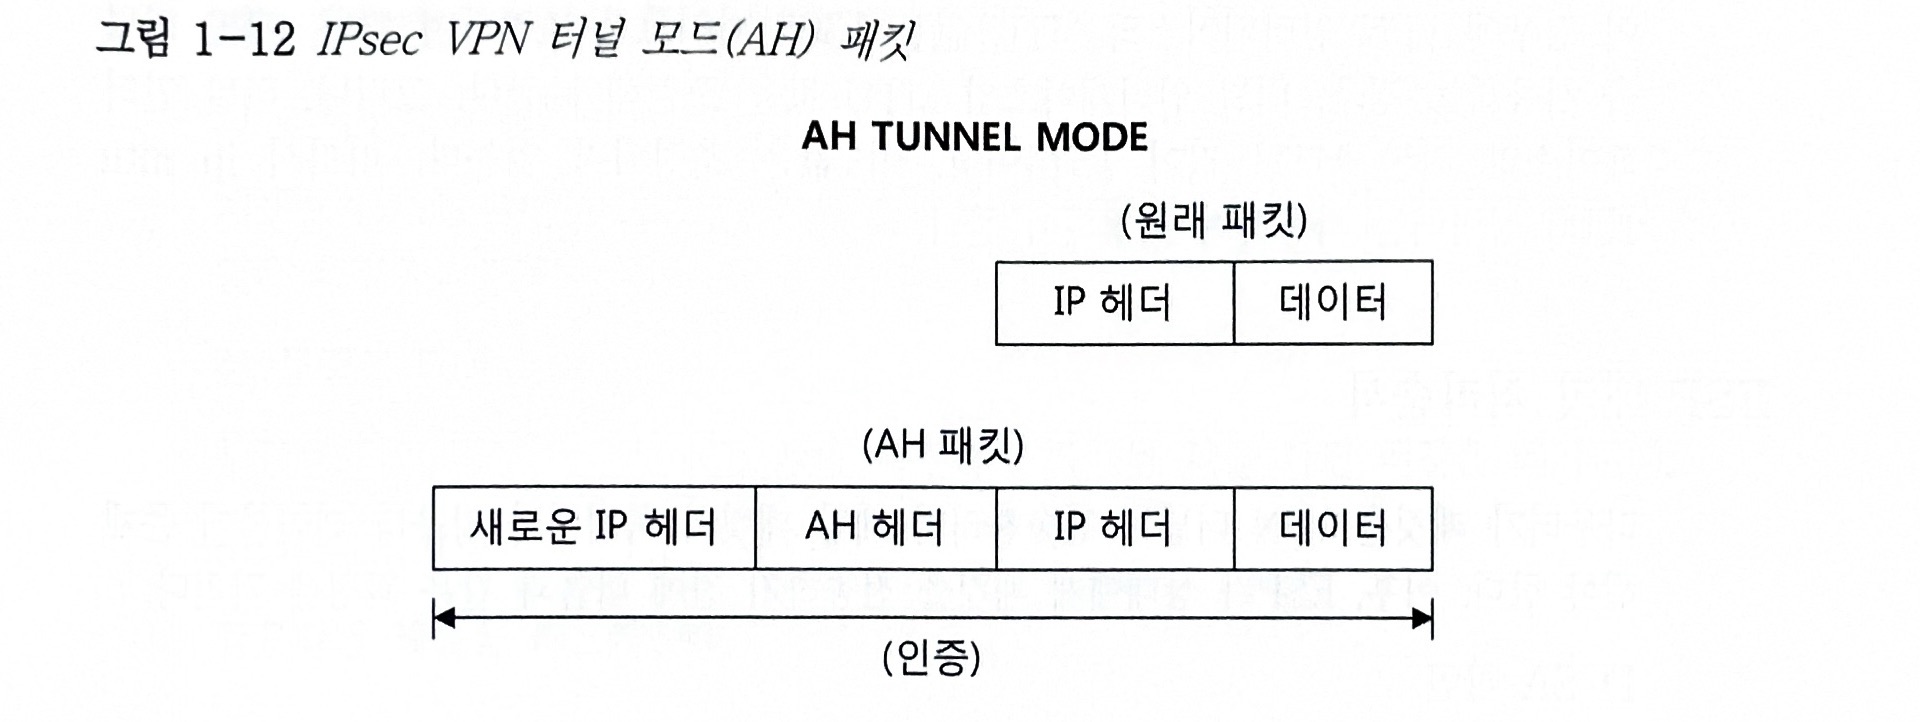 그림 1-12 IPsec VPN 터널 모드(AH) 패킷
AH TUNNEL MODE
(원래 패킷)
IP 헤더 데이터
(AH 패킷)
새로운 IP 헤더 AH 헤더 IP 헤더 데이터
(인증)